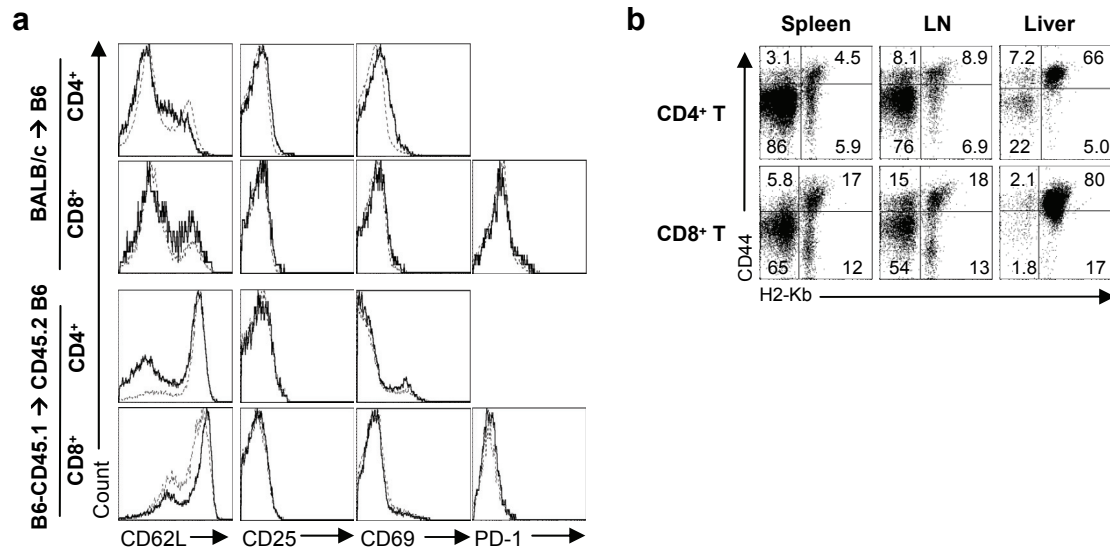 a
BALB/c → B6
CD4⁺
CD8⁺
B6-CD45.1 → CD45.2 B6
CD4⁺
CD8⁺
Count
CD62L
CD25
CD69
PD-1
b
Spleen LN Liver
CD4⁺ T
3.1 4.5 8.1 8.9 7.2 66
86 5.9 76 6.9 22 5.0
CD8⁺ T
5.8 17 15 18 2.1 80
65 12 54 13 1.8 17
CD44
H2-Kb